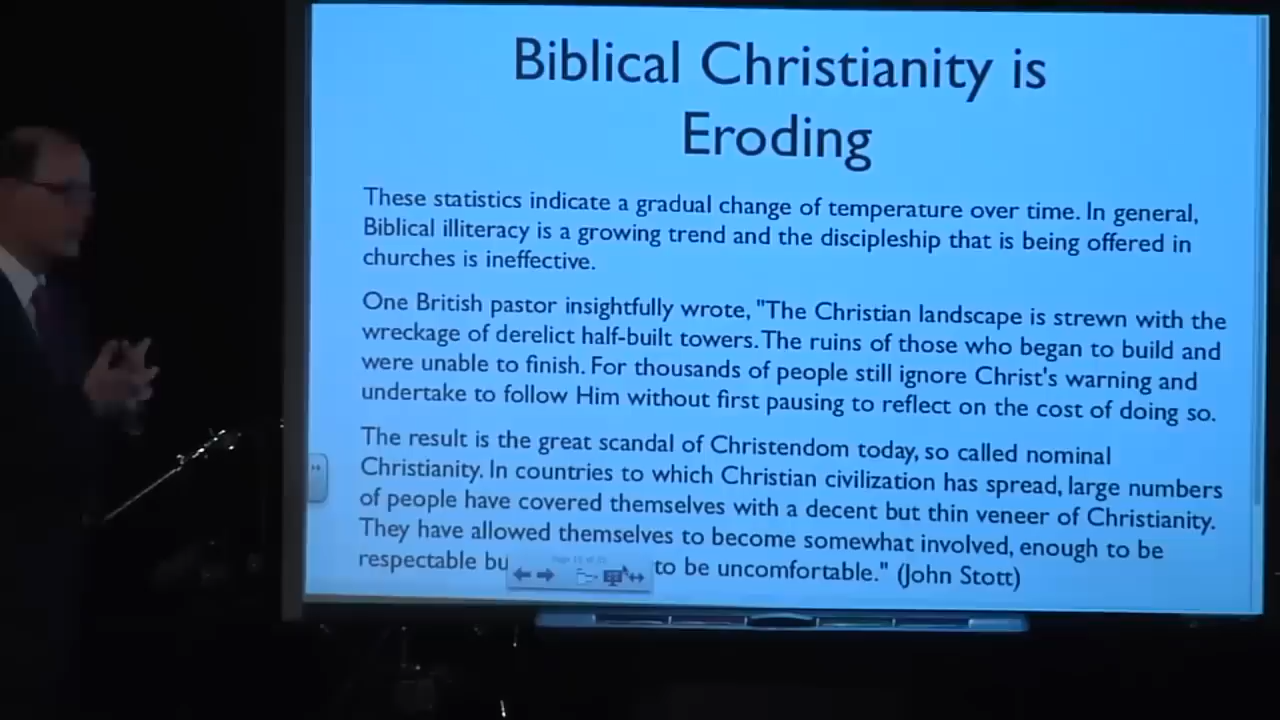 Biblical Christianity is
Eroding
These statistics indicate a gradual change of temperature over time. In general,
Biblical illiteracy is a growing trend and the discipleship that is being offered in
churches is ineffective.
One British pastor insightfully wrote, "The Christian landscape is strewn with the
wreckage of derelict half-built towers. The ruins of those who began to build and
were unable to finish. For thousands of people still ignore Christ's warning and
undertake to follow Him without first pausing to reflect on the cost of doing so.
The result is the great scandal of Christendom today, so called nominal
Christianity. In countries to which Christian civilization has spread, large numbers
of people have covered themselves with a decent but thin veneer of Christianity.
They have allowed themselves to become somewhat involved, enough to be
respectable bu to be uncomfortable." (John Stott)